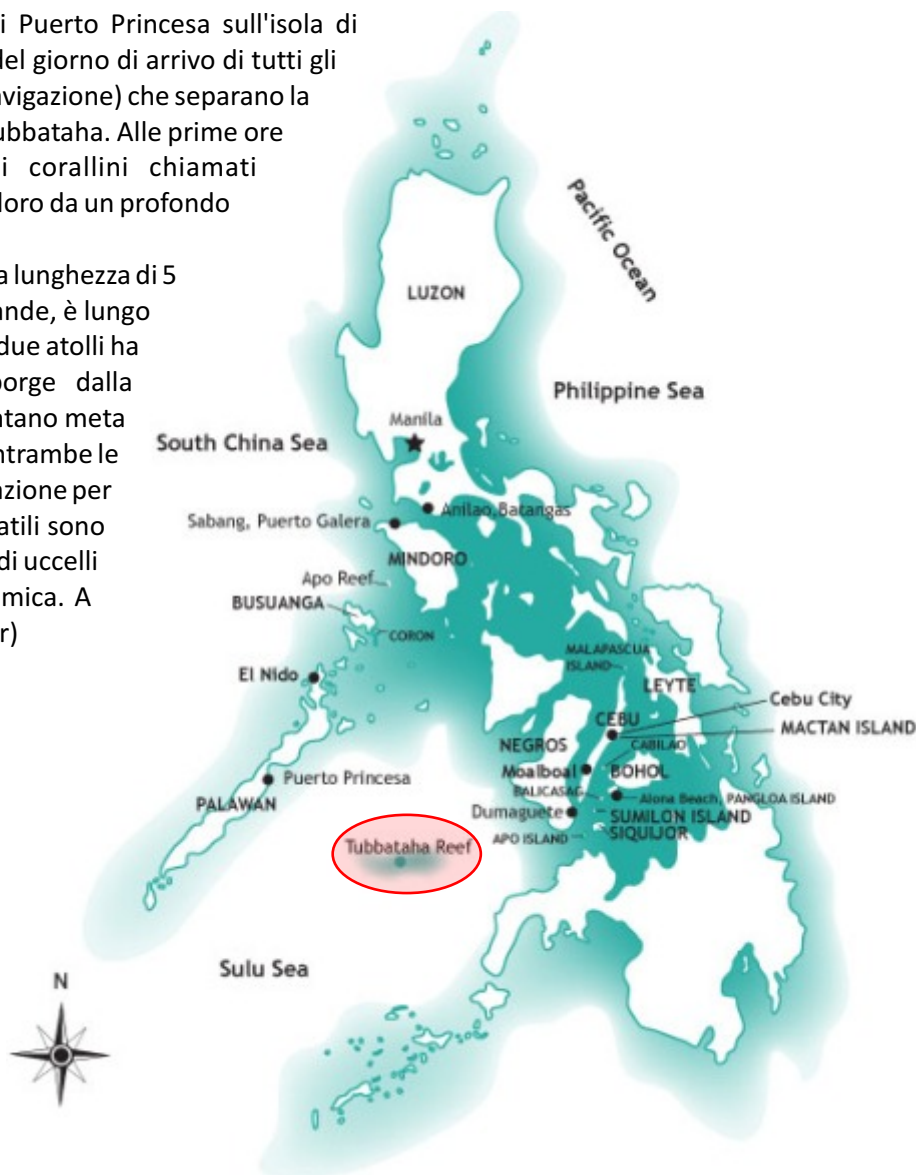 i Puerto Princesa sull'isola di
del giorno di arrivo di tutti gli
avigazione) che separano la
ubbataha. Alle prime ore
i corallini chiamati
loro da un profondo
a lunghezza di 5
ande, è lungo
due atolli ha
orge dalla
ntano meta
ntrambe le
azione per
atili sono
di uccelli
mica. A
r)
Pacific Ocean
LUZON
Philippine Sea
Manila
South China Sea
Anilao, Batangas
Sabang, Puerto Galera
MINDORO
Apo Reef
BUSUANGA
CORON
MALAPASCUA
ISLAND
El Nido
LEYTE
Cebu City
CEBU
MACTAN ISLAND
NEGROS
CABILAO
Moalboal
BOHOL
Puerto Princesa
BALICASAG
Alona Beach, PANGLOA ISLAND
PALAWAN
Dumaguete
SUMILON ISLAND
SIQUIJOR
APO ISLAND
Tubbataha Reef
Sulu Sea
N